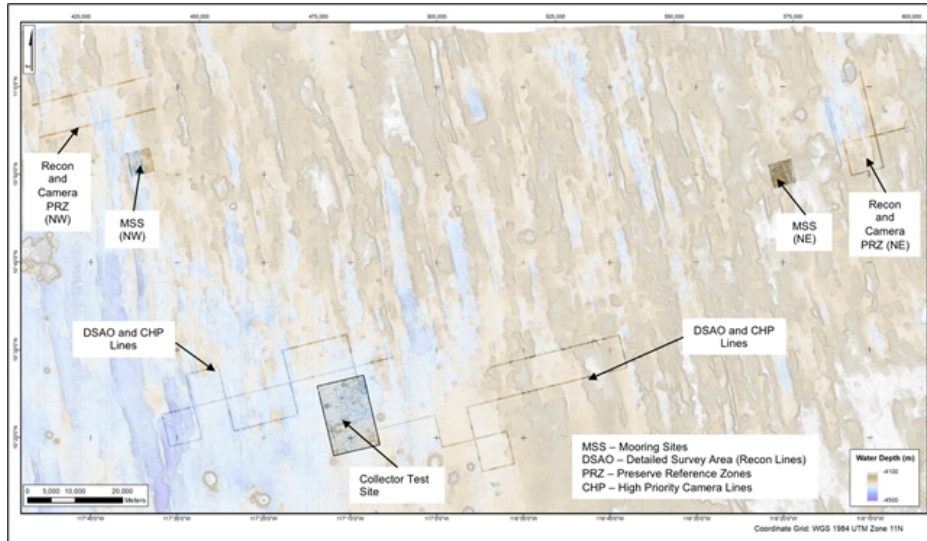 425,000 450,000 475,000 500,000 525,000 550,000 575,000 600,000
Recon
and
Camera
PRZ
(NW)
MSS
(NW)
MSS
(NE)
Recon
and
Camera
PRZ (NE)
DSAO and CHP
Lines
DSAO and CHP
Lines
Collector Test
Site
MSS – Mooring Sites
DSAO – Detailed Survey Area (Recon Lines)
PRZ – Preserve Reference Zones
CHP – High Priority Camera Lines
Water Depth (m)
-4100
-4500
0 5,000 10,000 20,000
Meters
Coordinate Grid: WGS 1984 UTM Zone 11N